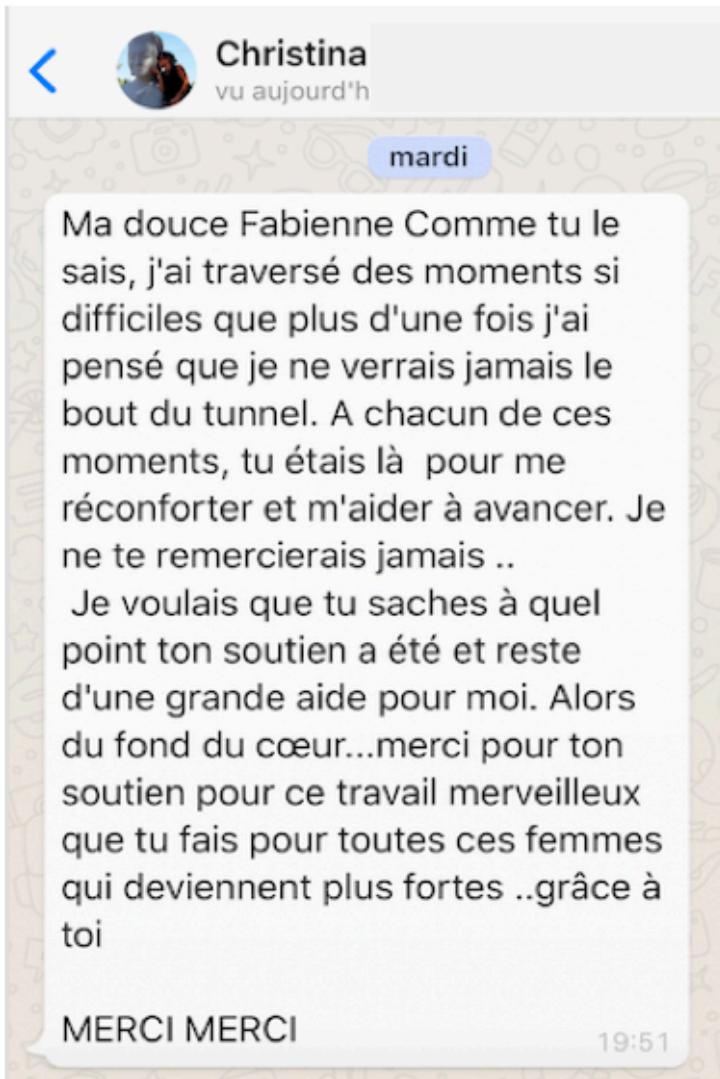 Christina
vu aujourd'h
mardi
Ma douce Fabienne Comme tu le
sais, j'ai traversé des moments si
difficiles que plus d'une fois j'ai
pensé que je ne verrais jamais le
bout du tunnel. A chacun de ces
moments, tu étais là  pour me
réconforter et m'aider à avancer. Je
ne te remercierais jamais ..
Je voulais que tu saches à quel
point ton soutien a été et reste
d'une grande aide pour moi. Alors
du fond du cœur...merci pour ton
soutien pour ce travail merveilleux
que tu fais pour toutes ces femmes
qui deviennent plus fortes ..grâce à
toi
MERCI MERCI
19:51